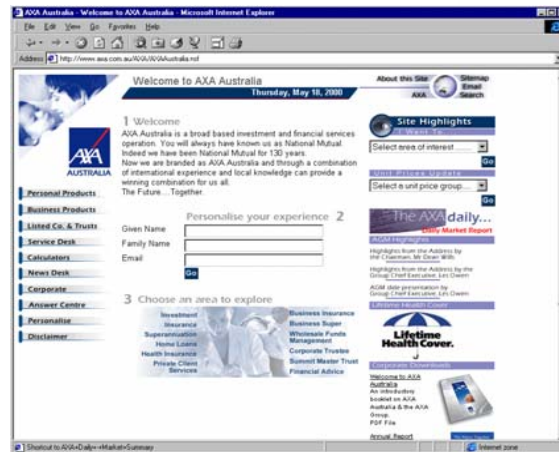 AXA Australia - Welcome to AXA Australia - Microsoft Internet Explorer
File Edit View Go Favorites Help
Address http://www.axa.com.au/AXA/AXAAustralia.nsf
Welcome to AXA Australia
Thursday, May 18, 2000
About this Site
AXA
Sitemap
Email
Search
AXA
AUSTRALIA
Personal Products
Business Products
Listed Co. & Trusts
Service Desk
Calculators
News Desk
Corporate
Answer Centre
Personalise
Disclaimer
1 Welcome
AXA Australia is a broad based investment and financial services
operation. You will always have known us as National Mutual
Indeed we have been National Mutual for 130 years.
Now we are branded as AXA Australia and through a combination
of international experience and local knowledge can provide a
winning combination for us all.
The Future....Together.
Personalise your experience 2
Given Name
Family Name
Email
Go
3 Choose an area to explore
Investment
Insurance
Superannuation
Home Loans
Health Insurance
Private Client
Services
Business Insurance
Business Super
Wholesale Funds
Management
Corporate Trustee
Summit Master Trust
Financial Advice
Site Highlights
I Want To...
Select area of interest ......
Go
Unit Prices Update
Select a unit price group....
Go
The AXA daily...
Daily Market Report
AGM Highlights
Highlights from the Address by
the Chairman, Mr Dean Wills
Highlights from the Address by the
Group Chief Executive, Les Owen
AGM date presentation by
Group Chief Executive, Les Owen
Lifetime Health Cover
Lifetime
Health Cover.
Corporate Downloads
Welcome to AXA
Australia
An introductory
booklet on AXA
Australia & the AXA
Group.
PDF File
Annual Report
Shortcut to AXA+Daily+-+Market+Summary
Internet zone